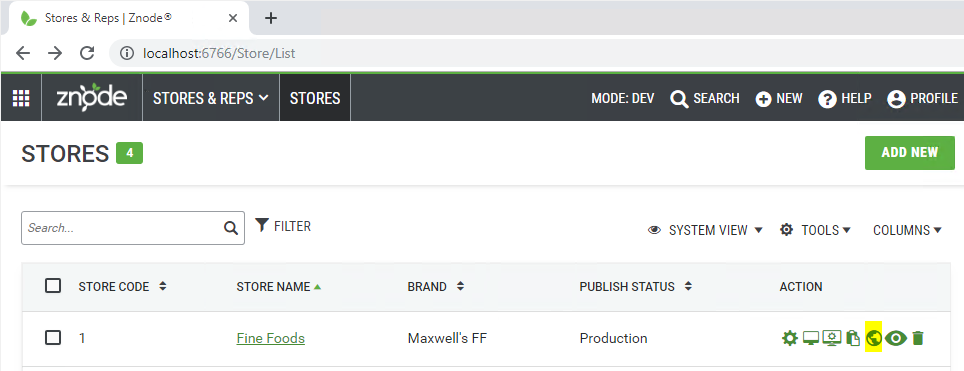 Stores & Reps | Znode®
localhost:6766/Store/List
znode STORES & REPS STORES MODE: DEV SEARCH NEW HELP PROFILE
STORES 4 ADD NEW
Search... FILTER
SYSTEM VIEW TOOLS COLUMNS
STORE CODE STORE NAME BRAND PUBLISH STATUS ACTION
1 Fine Foods Maxwell's FF Production